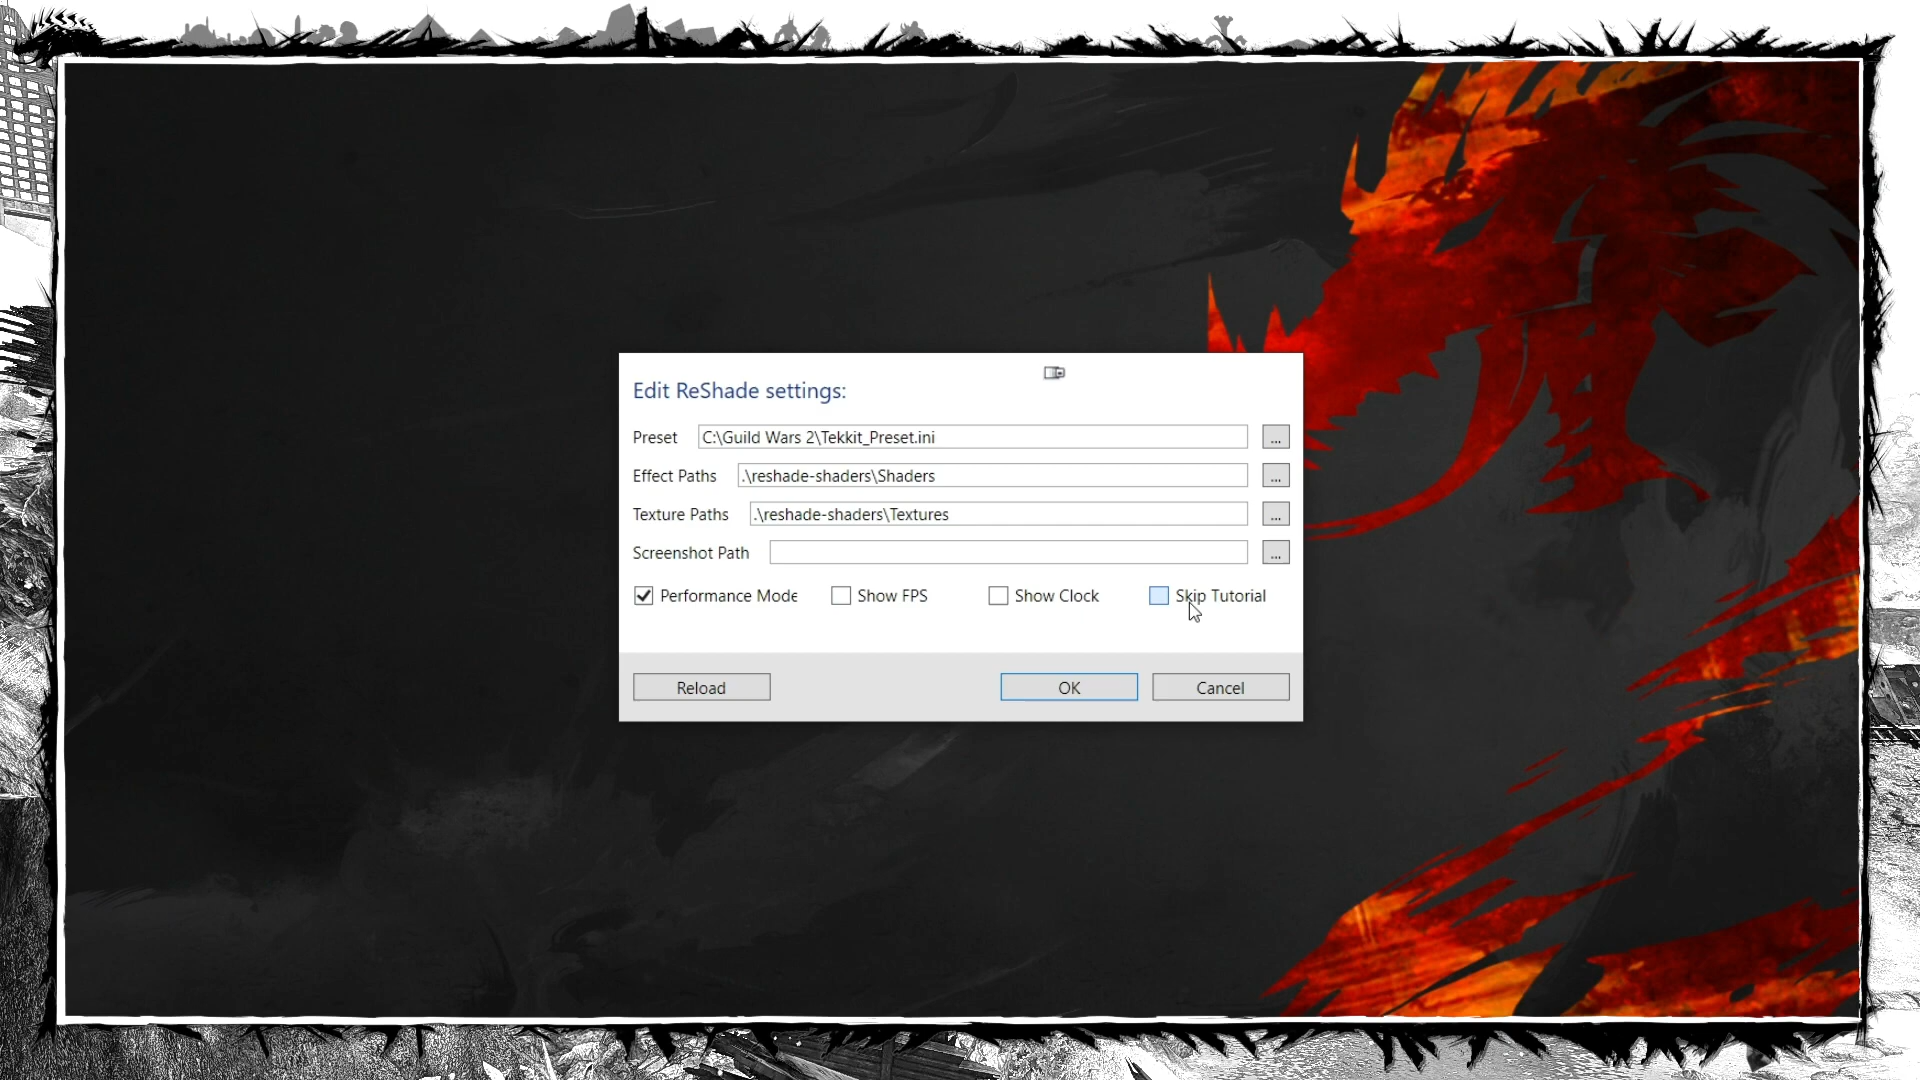 Edit ReShade settings:
Preset C:\Guild Wars 2\Tekkit_Preset.ini ...
Effect Paths .\reshade-shaders\Shaders ...
Texture Paths .\reshade-shaders\Textures ...
Screenshot Path ...
Performance Mode Show FPS Show Clock Skip Tutorial
Reload OK Cancel